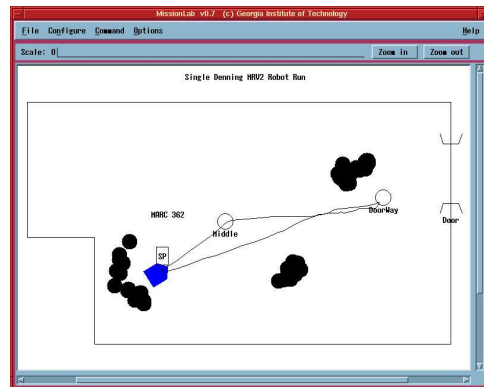 MissionLab v0.7 (c) Georgia Institute of Technology
File Configure Command Options Help
Scale: 0 Zoom in Zoom out
Single Denning MRV2 Robot Run
MARC 362
DoorWay
Door
Middle
SP